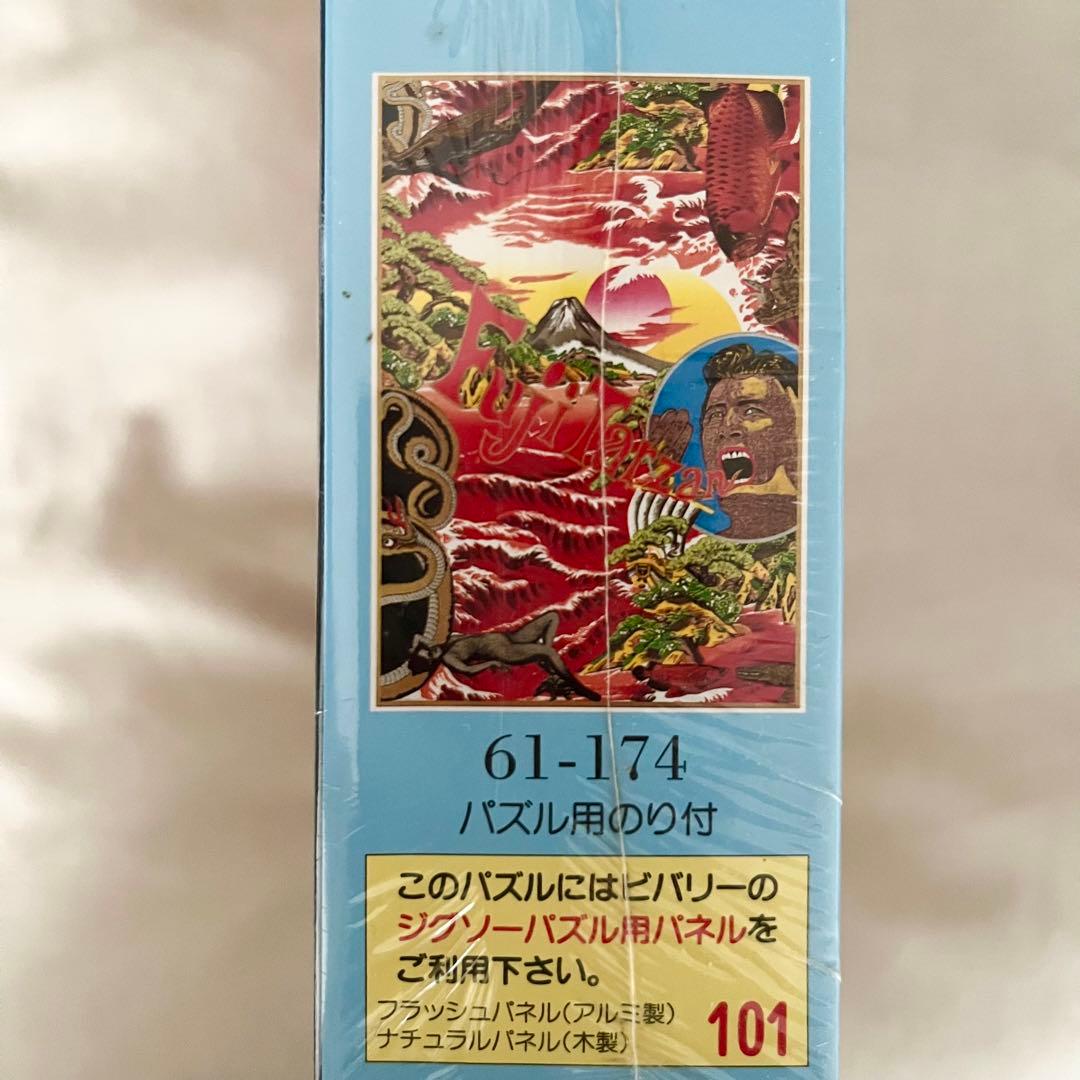 Fuji Tarzan
61-174
パズル用のり付
このパズルにはビバリーの
ジグソーパズル用パネルを
ご利用下さい。
フラッシュパネル(アルミ製)
ナチュラルパネル(木製)
101